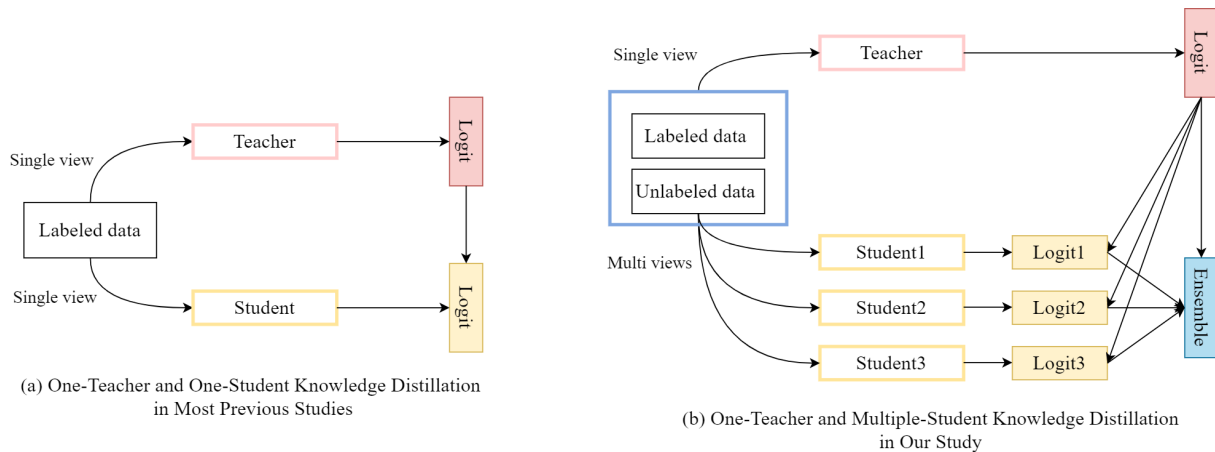 Single view
Teacher
Logit
Labeled data
Single view
Student
Logit
(a) One-Teacher and One-Student Knowledge Distillation
in Most Previous Studies
Single view
Teacher
Logit
Labeled data
Unlabeled data
Multi views
Student1
Logit1
Student2
Logit2
Student3
Logit3
Ensemble
(b) One-Teacher and Multiple-Student Knowledge Distillation
in Our Study